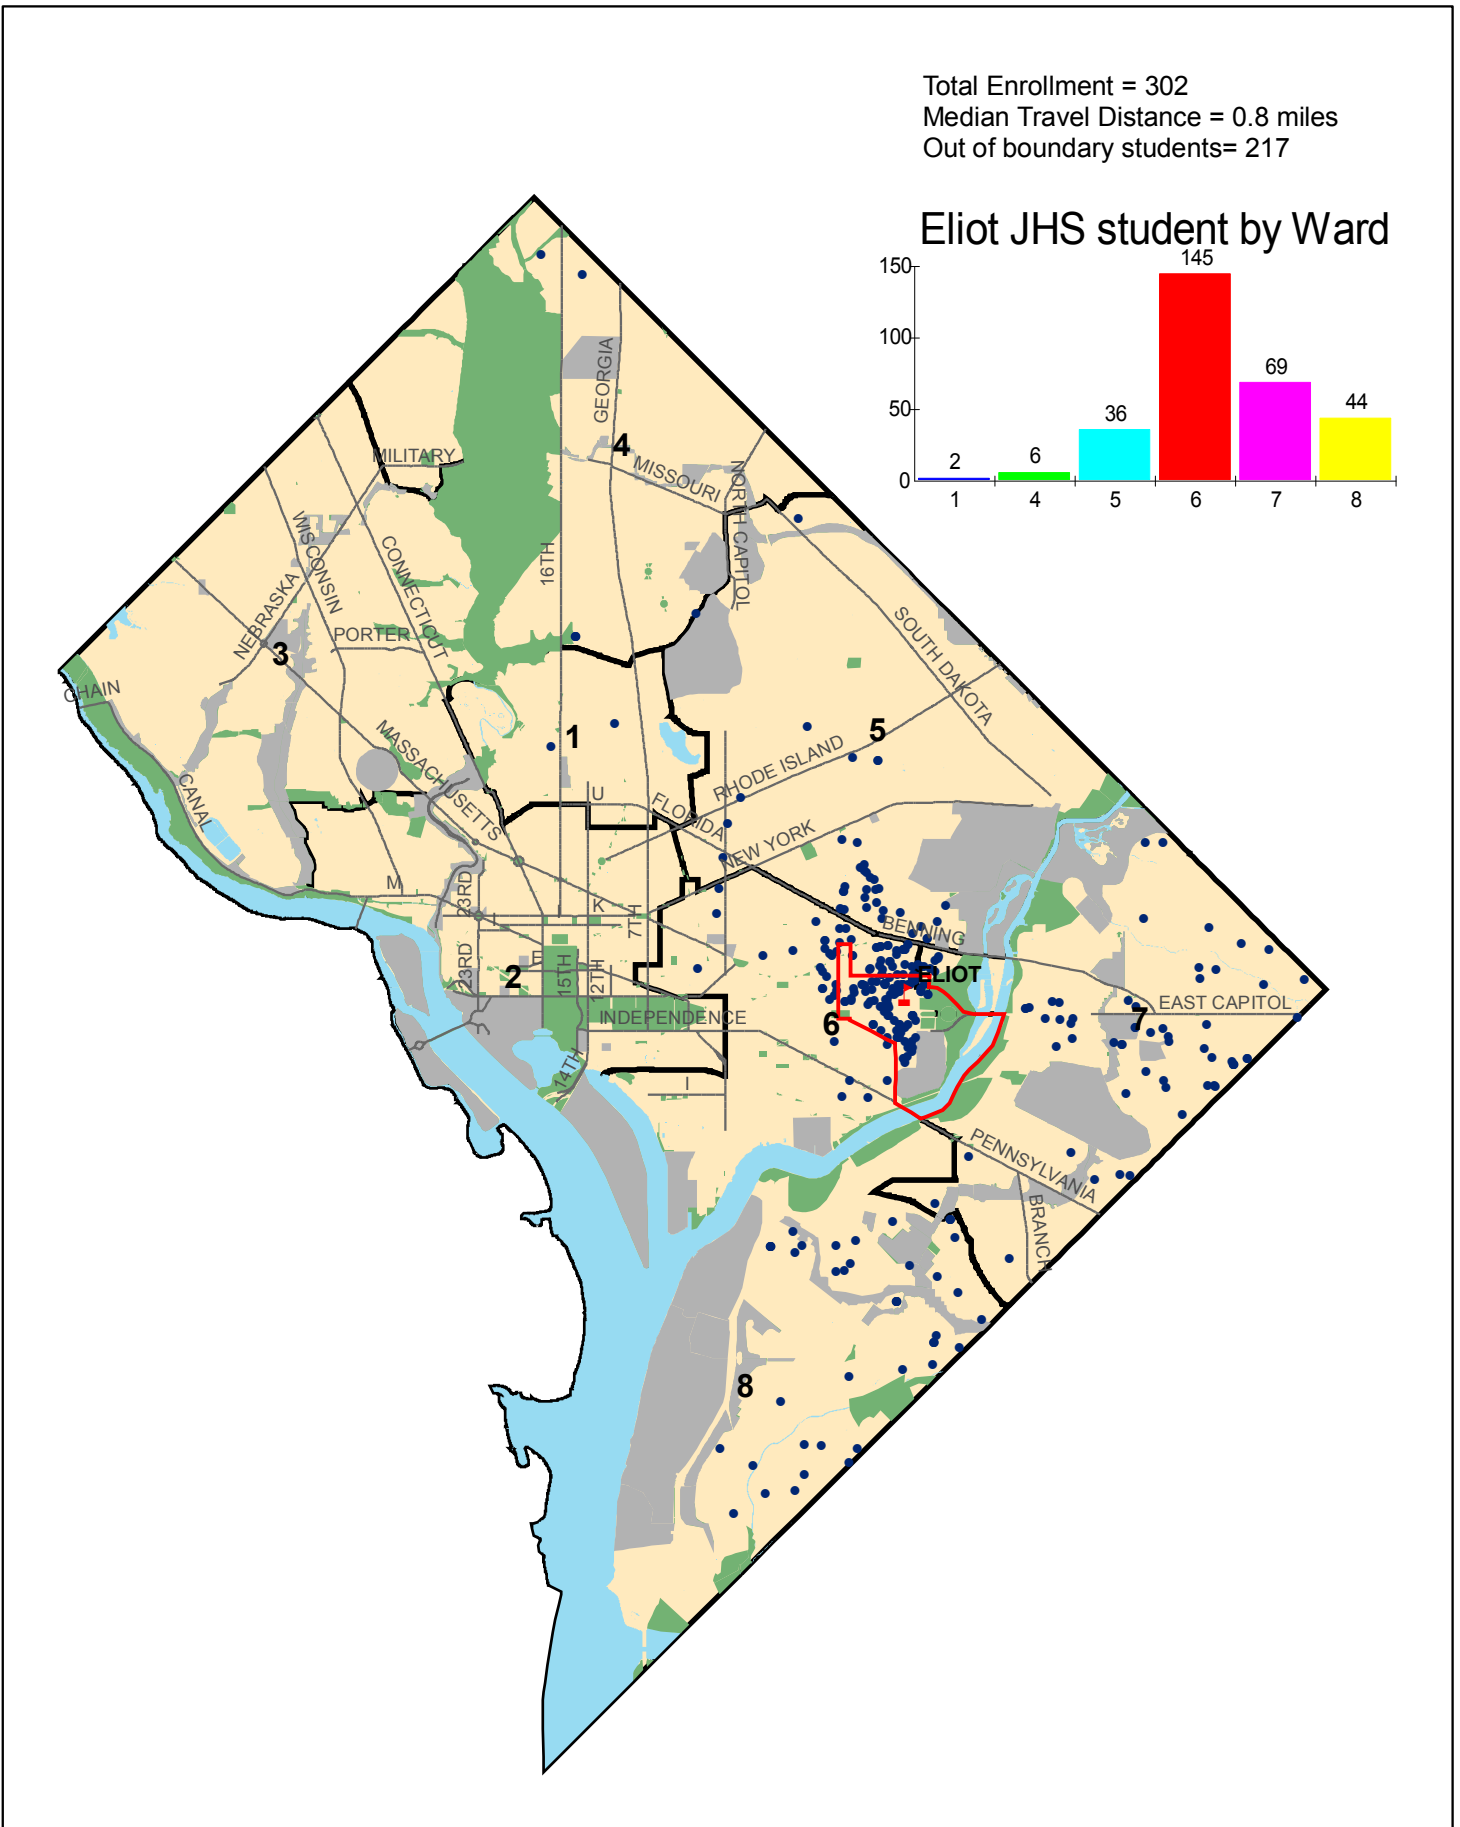 Total Enrollment = 302
Median Travel Distance = 0.8 miles
Out of boundary students= 217
Eliot JHS student by Ward
150
100
50
0
2
6
36
145
69
44
1
4
5
6
7
8
GEORGIA
4
MILITARY
MISSOURI
NORTH CAPITOL
WISCONSIN
CONNECTICUT
16TH
NEBRASKA
PORTER
3
SOUTH DAKOTA
CHAIN
MASSACHUSETTS
1
5
RHODE ISLAND
CANAL
U
FLORIDA
NEW YORK
M
23RD
K
7TH
BENNING
L
23RD
2
E
15TH
12TH
ELIOT
EAST CAPITOL
INDEPENDENCE
6
7
14TH
I
PENNSYLVANIA
BRANCH
8